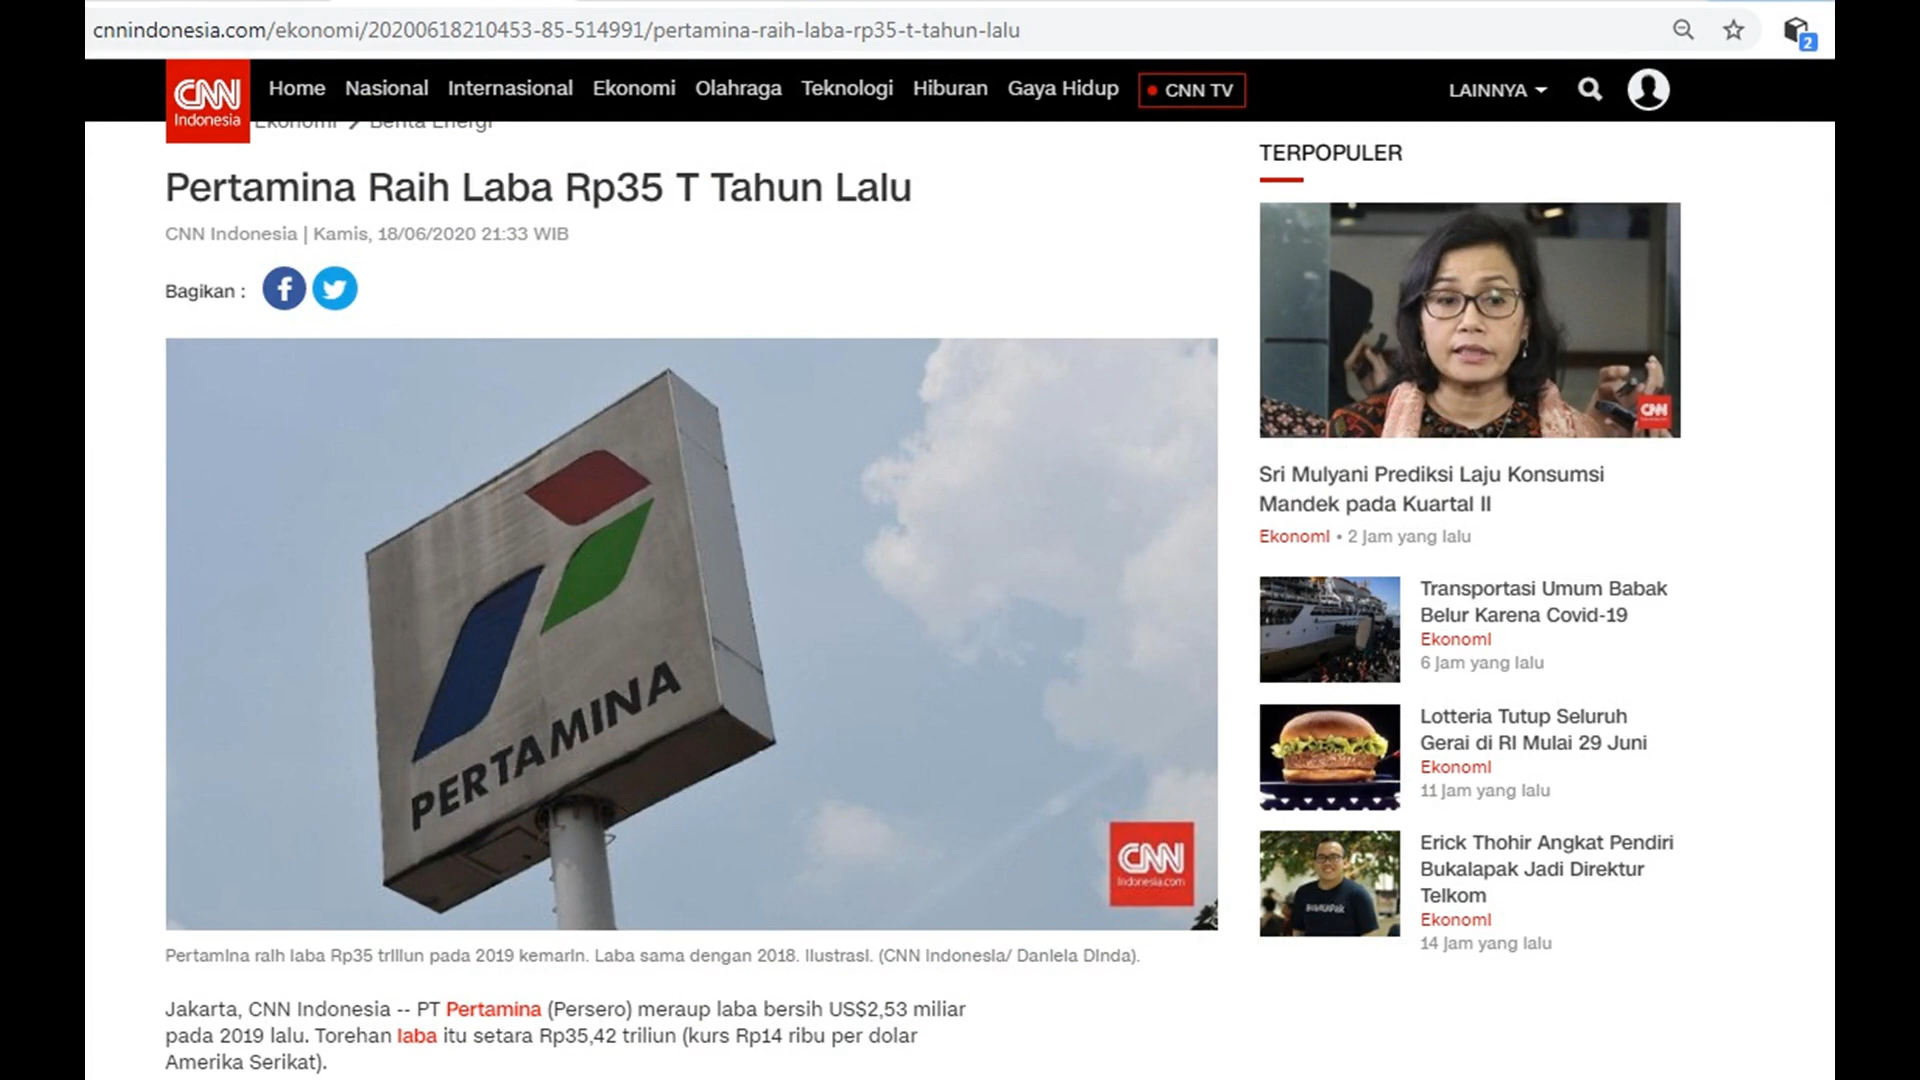 cnnindonesia.com/ekonomi/20200618210453-85-514991/pertamina-raih-laba-rp35-t-tahun-lalu
2
CNN
Indonesia
Home Nasional Internasional Ekonomi Olahraga Teknologi Hiburan Gaya Hidup CNN TV
LAINNYA
Ekonomi > Berita Energi
Pertamina Raih Laba Rp35 T Tahun Lalu
CNN Indonesia | Kamis, 18/06/2020 21:33 WIB
Bagikan :
PERTAMINA
CNN
Indonesia.com
Pertamina raih laba Rp35 triliun pada 2019 kemarin. Laba sama dengan 2018. Ilustrasi. (CNN Indonesia/ Daniela Dinda).
Jakarta, CNN Indonesia -- PT Pertamina (Persero) meraup laba bersih US$2,53 miliar
pada 2019 lalu. Torehan laba itu setara Rp35,42 triliun (kurs Rp14 ribu per dolar
Amerika Serikat).
TERPOPULER
CNN
Sri Mulyani Prediksi Laju Konsumsi
Mandek pada Kuartal II
Ekonomi • 2 jam yang lalu
Transportasi Umum Babak
Belur Karena Covid-19
Ekonomi
6 jam yang lalu
Lotteria Tutup Seluruh
Gerai di RI Mulai 29 Juni
Ekonomi
11 jam yang lalu
Erick Thohir Angkat Pendiri
Bukalapak Jadi Direktur
Telkom
Ekonomi
14 jam yang lalu